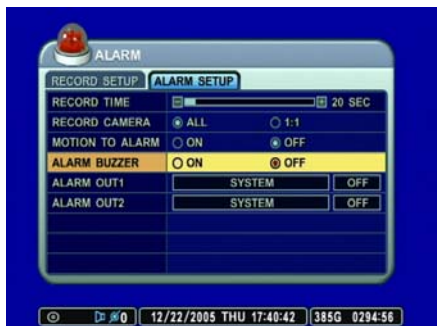 ALARM
RECORD SETUP ALARM SETUP
RECORD TIME 20 SEC
RECORD CAMERA ALL 1:1
MOTION TO ALARM ON OFF
ALARM BUZZER ON OFF
ALARM OUT1 SYSTEM OFF
ALARM OUT2 SYSTEM OFF
0 12/22/2005 THU 17:40:42 385G 0294:56